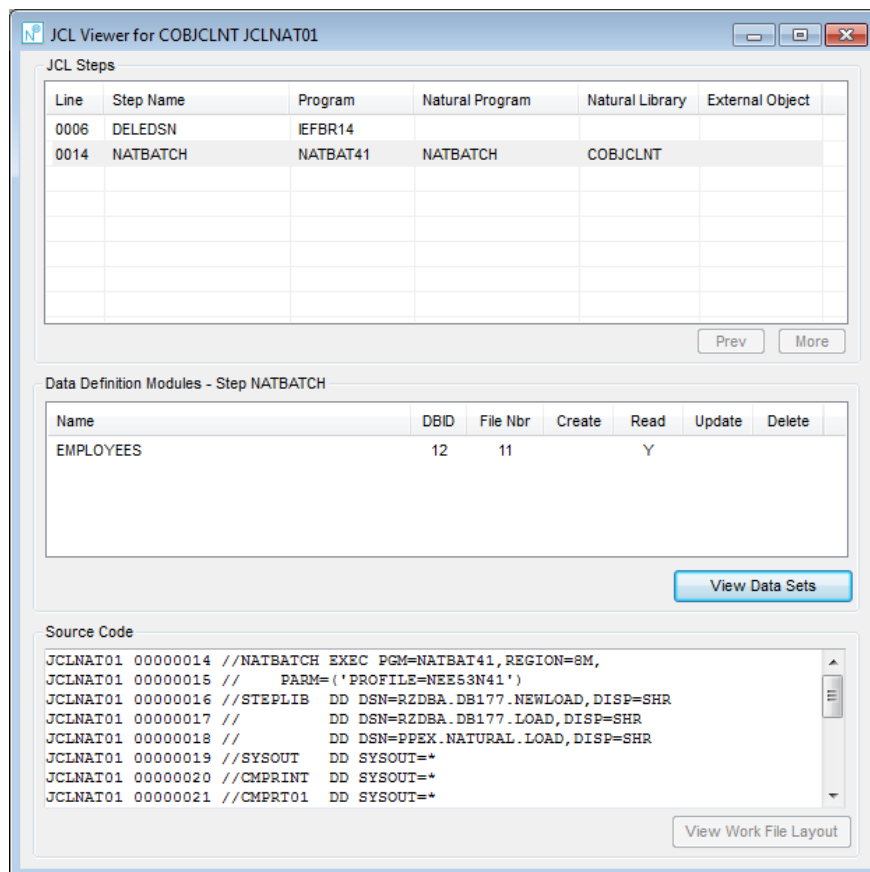 JCL Viewer for COBJCLNT JCLNAT01
JCL Steps
Line Step Name Program Natural Program Natural Library External Object
0006 DELEDSN IEFBR14
0014 NATBATCH NATBAT41 NATBATCH COBJCLNT
Prev More
Data Definition Modules - Step NATBATCH
Name DBID File Nbr Create Read Update Delete
EMPLOYEES 12 11 Y
View Data Sets
Source Code
JCLNAT01 00000014 //NATBATCH EXEC PGM=NATBAT41,REGION=8M,
JCLNAT01 00000015 // PARM=('PROFILE=NEE53N41')
JCLNAT01 00000016 //STEPLIB DD DSN=RZDBA.DB177.NEWLOAD,DISP=SHR
JCLNAT01 00000017 // DD DSN=RZDBA.DB177.LOAD,DISP=SHR
JCLNAT01 00000018 // DD DSN=PPEX.NATURAL.LOAD,DISP=SHR
JCLNAT01 00000019 //SYSOUT DD SYSOUT=*
JCLNAT01 00000020 //CMPRINT DD SYSOUT=*
JCLNAT01 00000021 //CMPRT01 DD SYSOUT=*
View Work File Layout